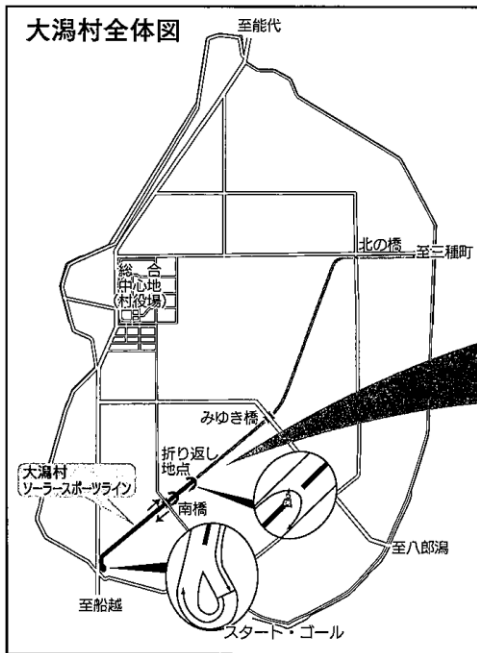 大潟村全体図
至能代
北の橋
至三種町
総合
中心地
(村役場)
みゆき橋
折り返し
地点
大潟村
ソーラースポーツライン
南橋
至八郎潟
至船越
スタート・ゴール